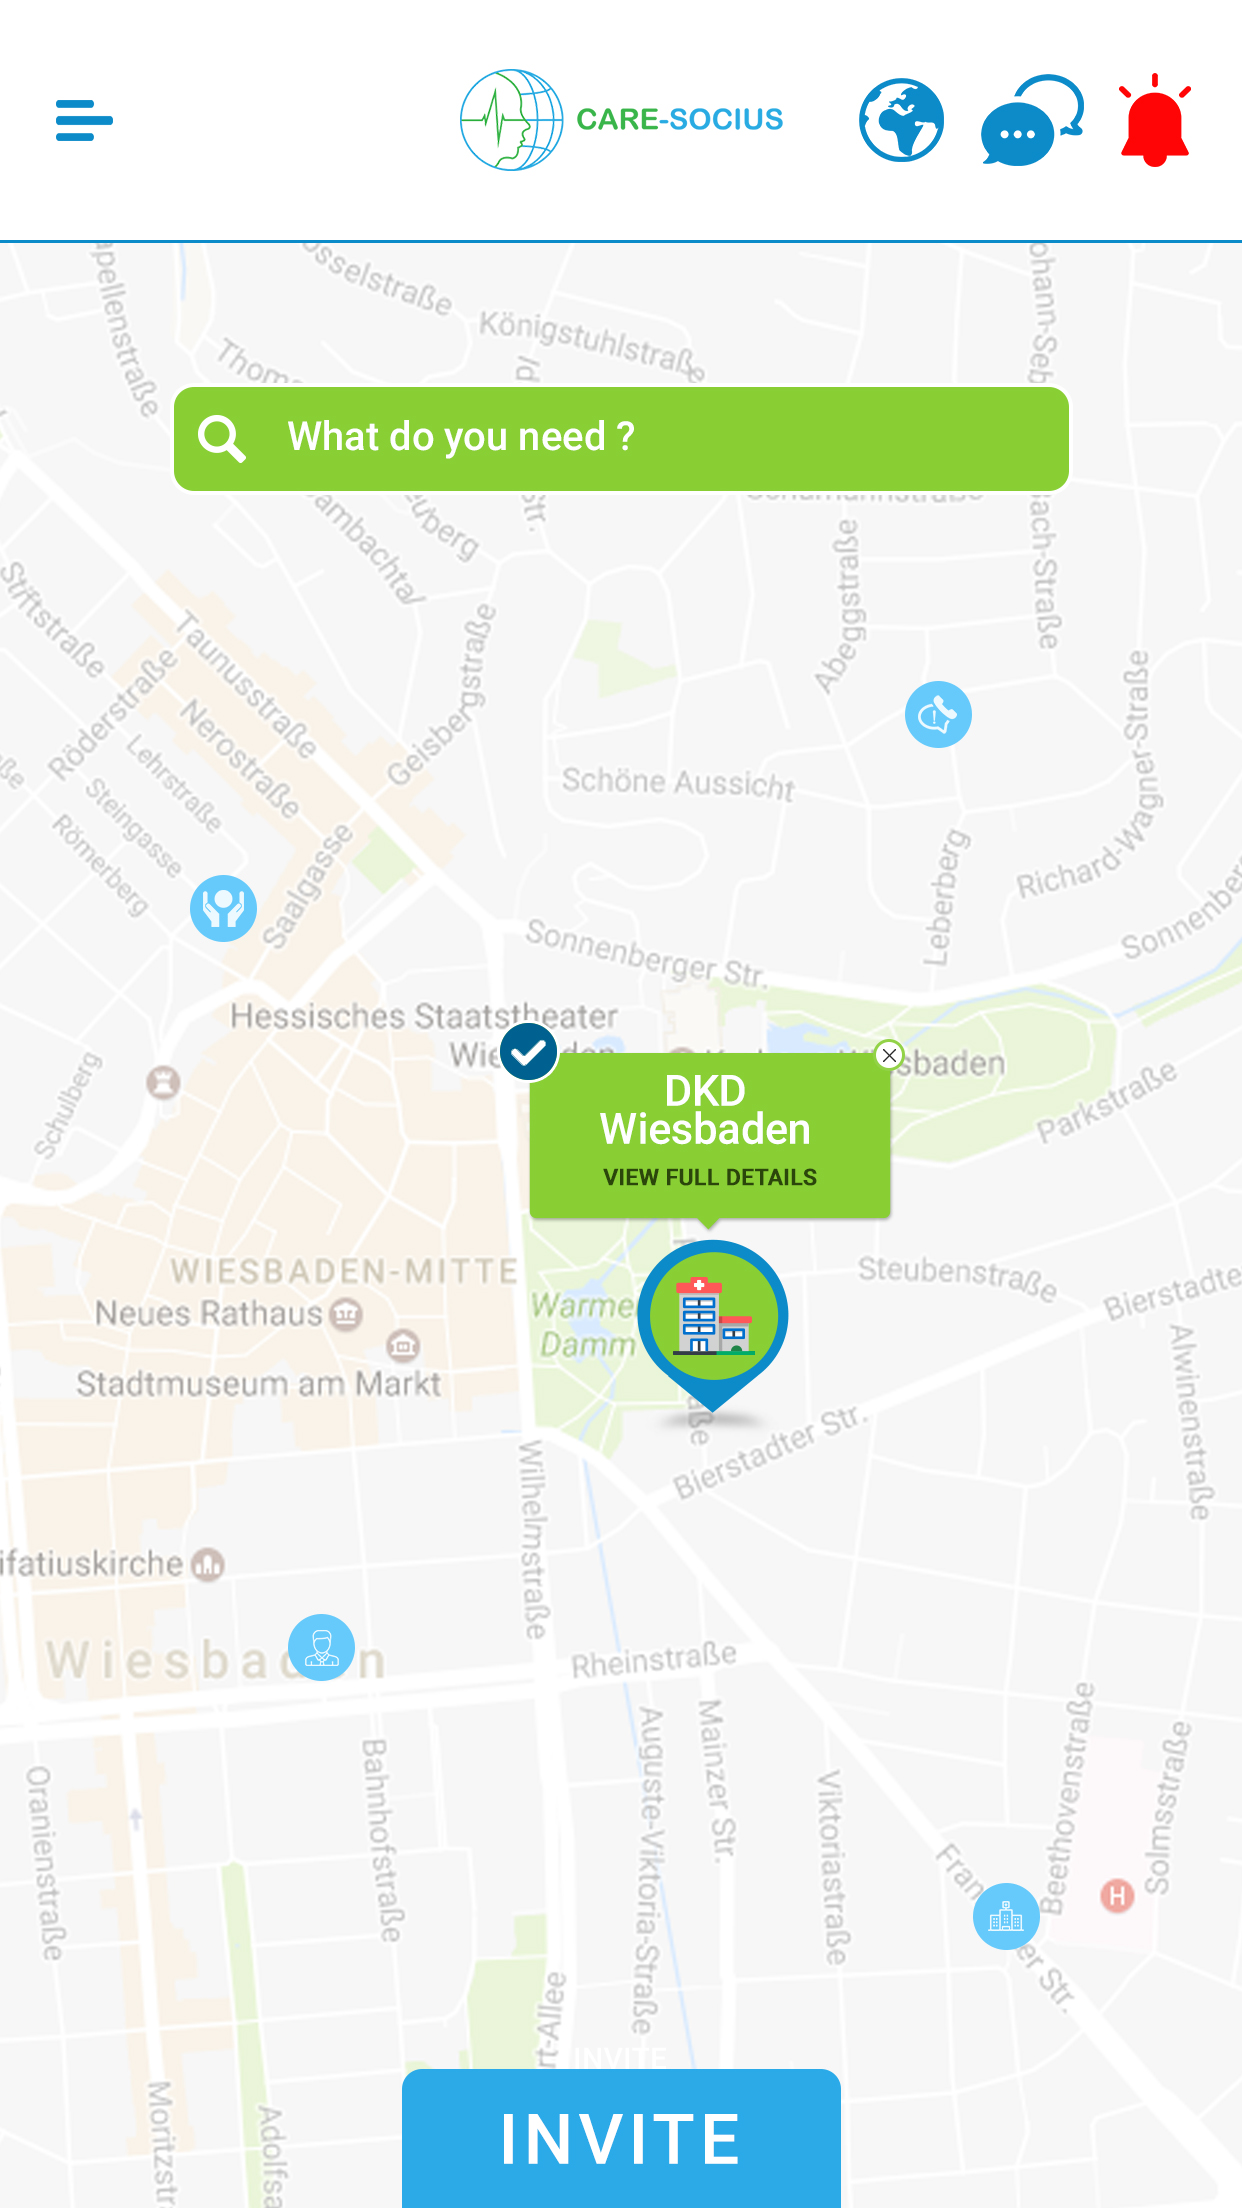 CARE-SOCIUS
Königstuhlstraße
What do you need ?
Stiftstraße
Taunusstraße
Röderstraße
Nerostraße
Lehrstraße
Steingasse
Römerberg
Geisbergstraße
Saalgasse
Abeggstraße
Schöne Aussicht
Leberberg
Richard-Wagner-Straße
Sonnenberger Str.
Hessisches Staatstheater
Schulberg
Parkstraße
DKD
Wiesbaden
VIEW FULL DETAILS
WIESBADEN-MITTE
Neues Rathaus
Stadtmuseum am Markt
Damm
Steubenstraße
Bierstadter Str.
Alwinenstraße
Wilhelmstraße
ifatiuskirche
Rheinstraße
Oranienstraße
Bahnhofstraße
Auguste-Viktoria-Straße
Mainzer Str.
Viktoriastraße
Beethovenstraße
Solmsstraße
H
INVITE
INVITE